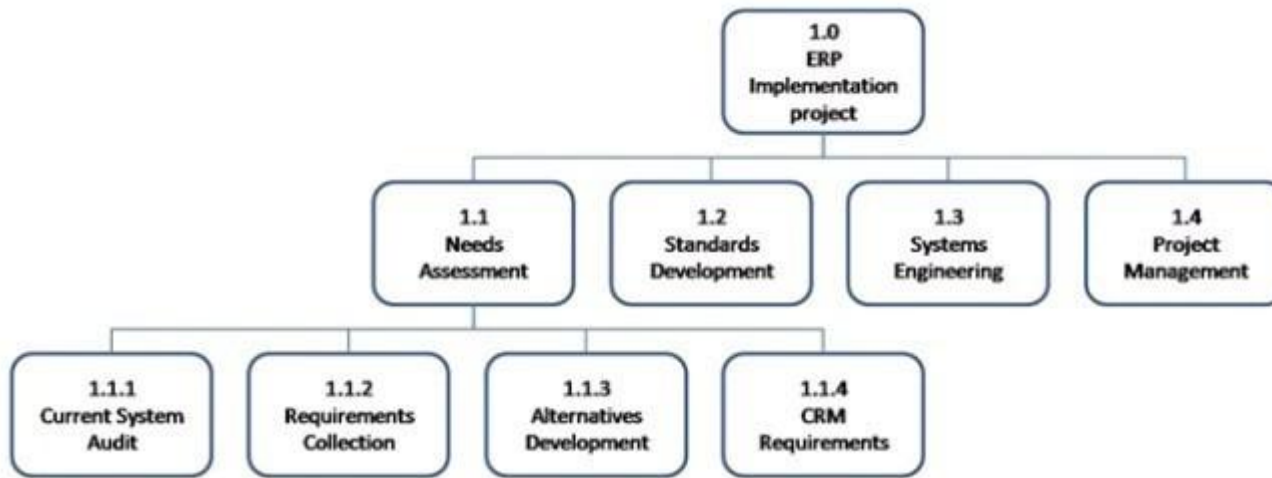 1.0
ERP
Implementation
project
1.1
Needs
Assessment
1.2
Standards
Development
1.3
Systems
Engineering
1.4
Project
Management
1.1.1
Current System
Audit
1.1.2
Requirements
Collection
1.1.3
Alternatives
Development
1.1.4
CRM
Requirements